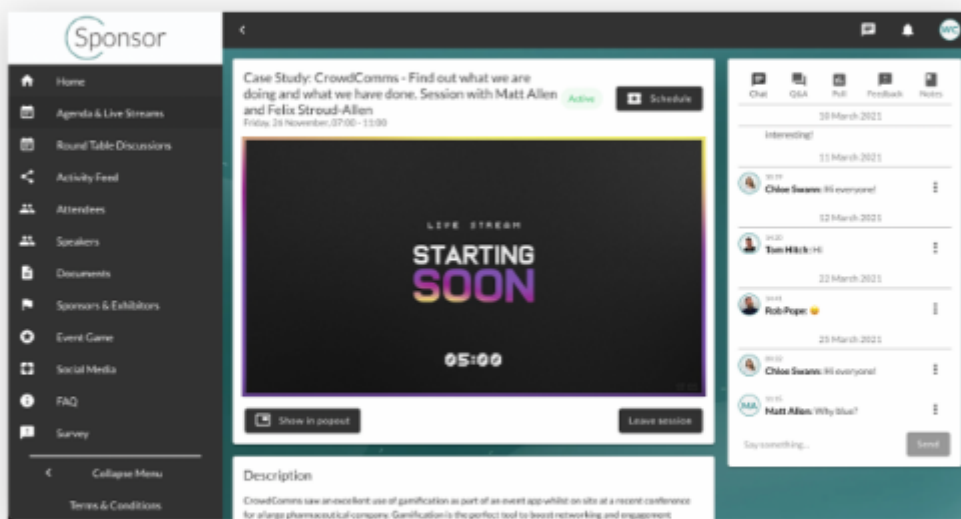 Sponsor
Home
Agenda & Live Streams
Round Table Discussions
Activity Feed
Attendees
Speakers
Documents
Sponsors & Exhibitors
Event Game
Social Media
FAQ
Survey
Collapse Menu
Terms & Conditions
WC
Case Study: CrowdComms - Find out what we are
doing and what we have done. Session with Matt Allen
and Felix Stroud-Allen
Friday, 26 November, 07:00 - 11:00
Active
Schedule
LIVE STREAM
STARTING
SOON
05:00
Show in popout
Leave session
Description
CrowdComms saw an excellent use of gamification as part of an event app whilst on site at a recent conference
for a large pharmaceutical company. Gamification is the perfect tool to boost networking and engagement
Chat Q&A Poll Feedback Notes
10 March 2021
interesting!
11 March 2021
Chloe Swann: Hi everyone!
12 March 2021
14:20
Tom Hitch: Hi
22 March 2021
Rob Pope: 😀
25 March 2021
Chloe Swann: Hi everyone!
MA
Matt Allen: Why blue?
Say something...
Send